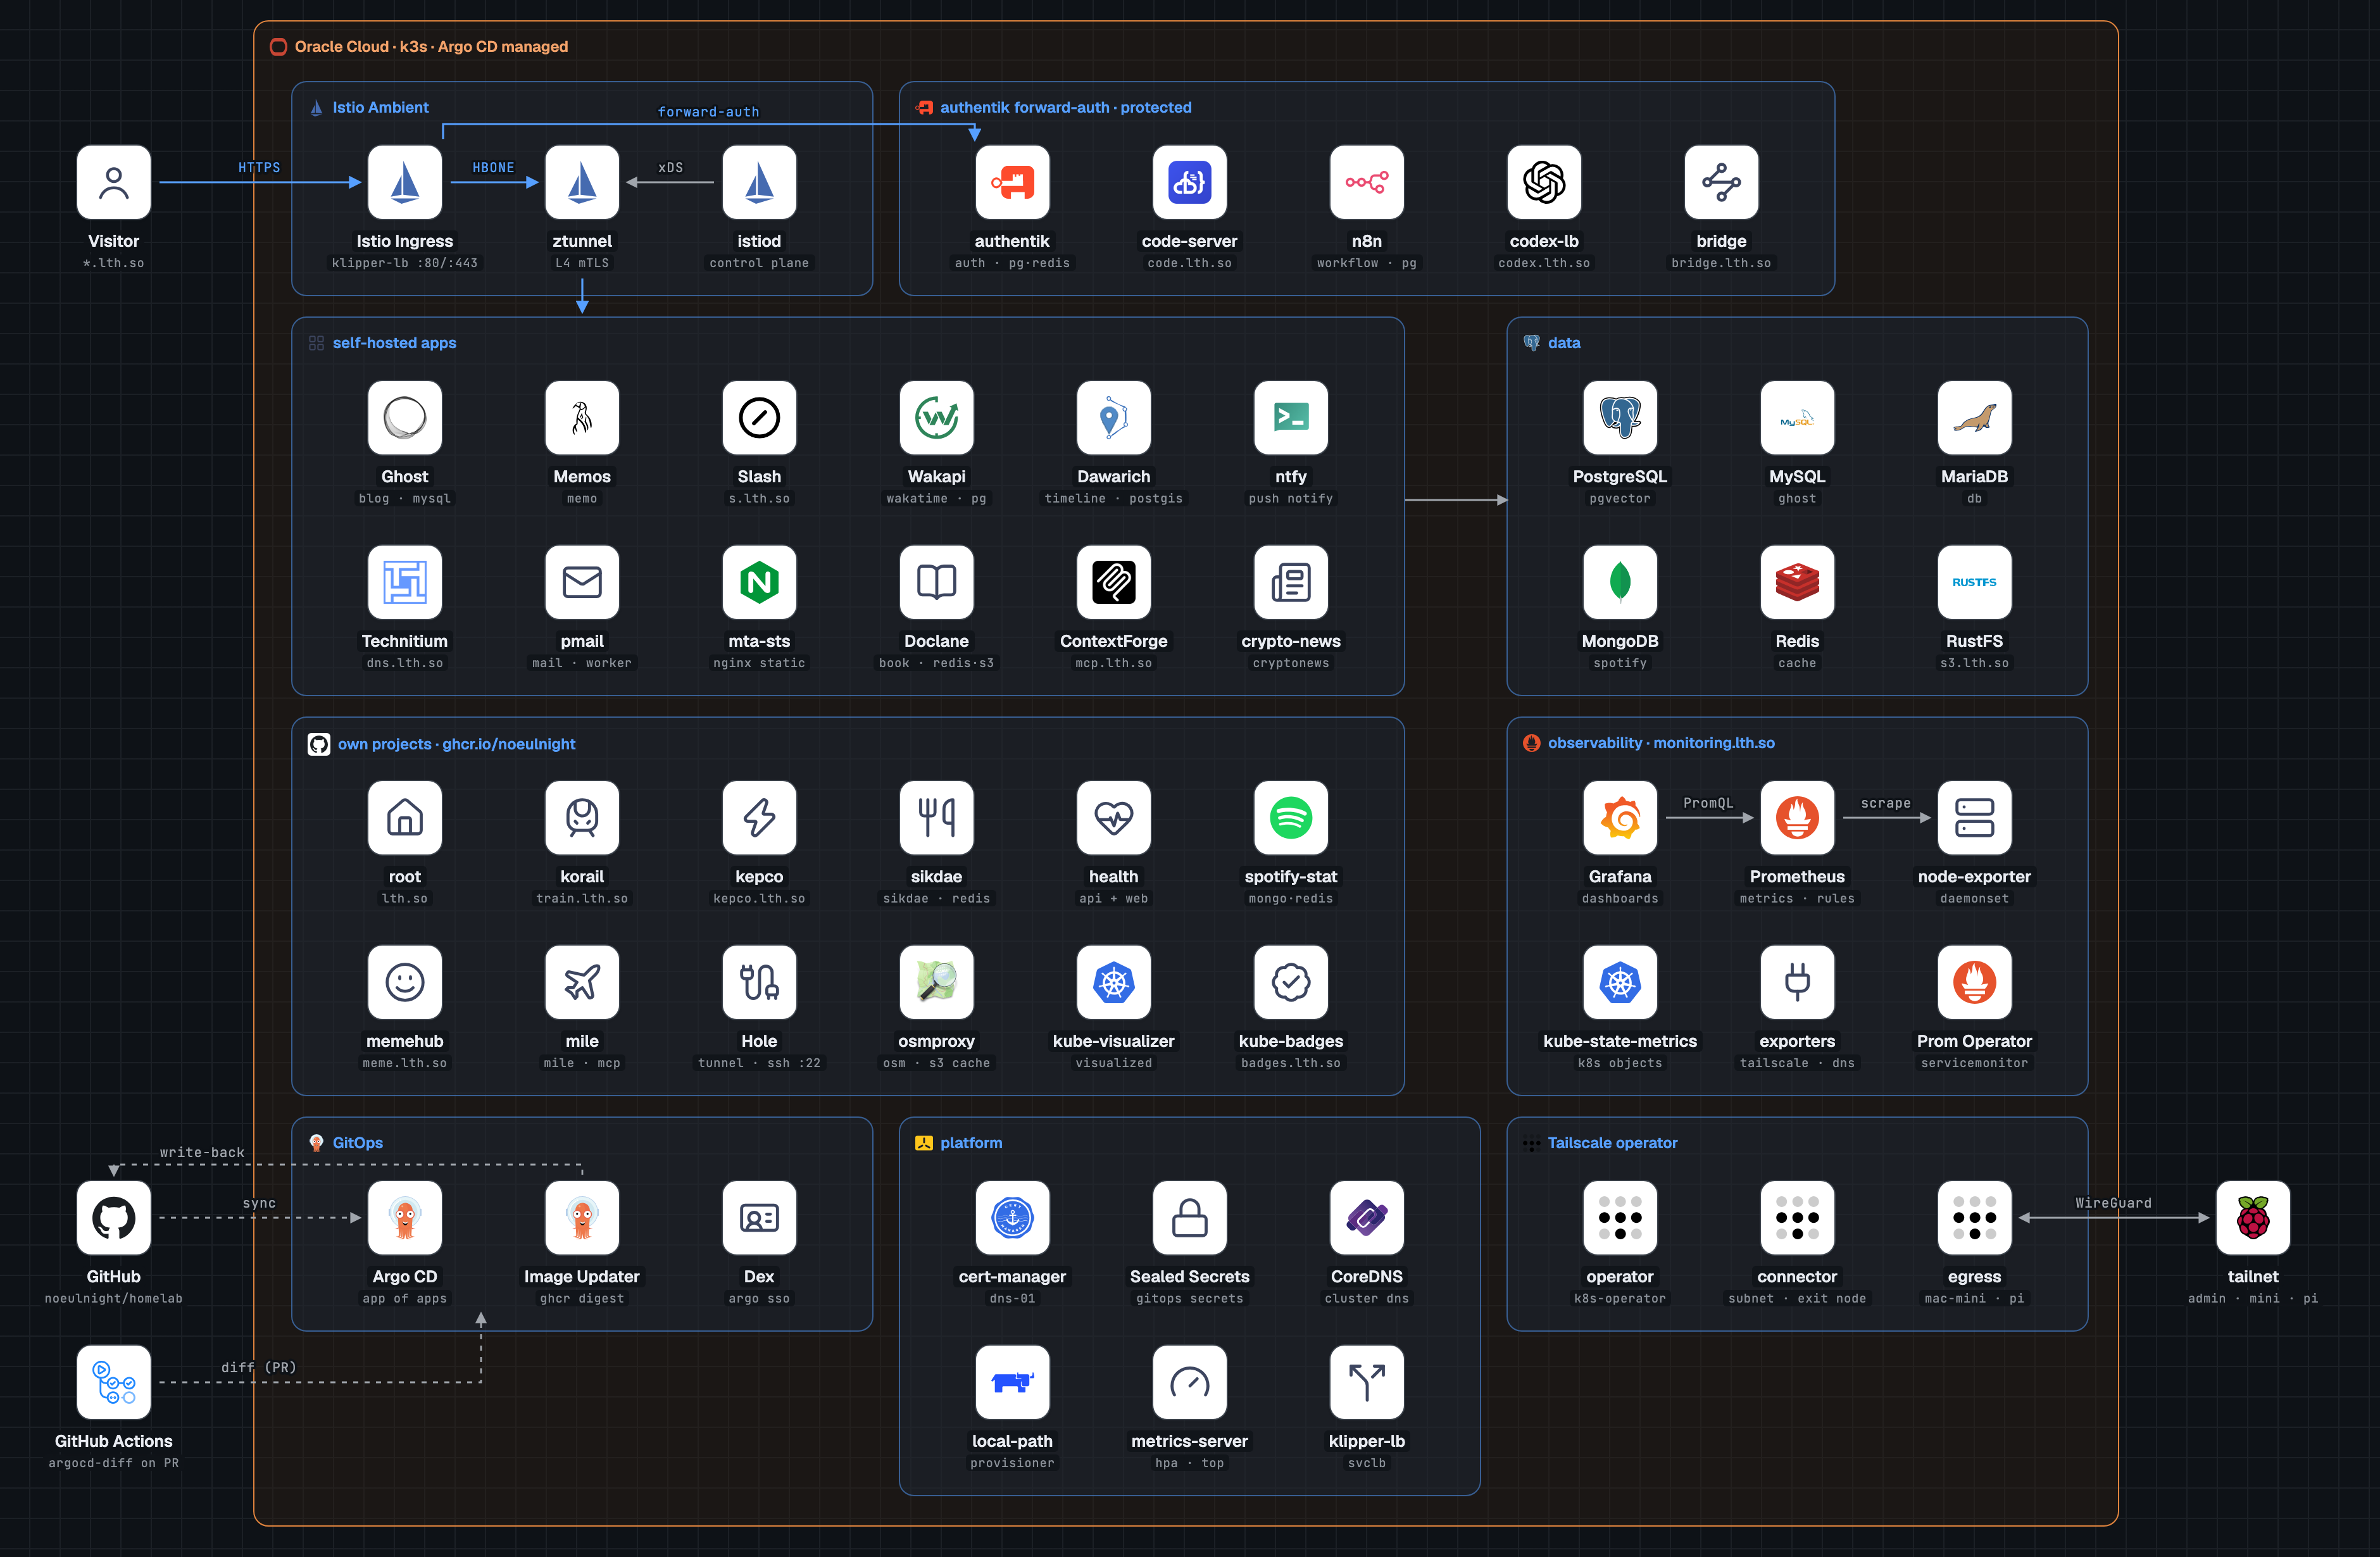 Oracle Cloud · k3s · Argo CD managed
Istio Ambient
forward-auth
authentik forward-auth · protected
HTTPS
HBONE
xDS
Visitor
*.lth.so
Istio Ingress
klipper-lb :80/:443
ztunnel
L4 mTLS
istiod
control plane
authentik
auth · pg·redis
code-server
code.lth.so
n8n
workflow · pg
codex-lb
codex.lth.so
bridge
bridge.lth.so
self-hosted apps
Ghost
blog · mysql
Memos
memo
Slash
s.lth.so
Wakapi
wakatime · pg
Dawarich
timeline · postgis
ntfy
push notify
Technitium
dns.lth.so
pmail
mail · worker
mta-sts
nginx static
Doclane
book · redis·s3
ContextForge
mcp.lth.so
crypto-news
cryptonews
data
PostgreSQL
pgvector
MySQL
MySQL
ghost
MariaDB
db
MongoDB
spotify
Redis
cache
RUSTFS
RustFS
s3.lth.so
own projects · ghcr.io/noeulnight
root
lth.so
korail
train.lth.so
kepco
kepco.lth.so
sikdae
sikdae · redis
health
api + web
spotify-stat
mongo·redis
memehub
meme.lth.so
mile
mile · mcp
Hole
tunnel · ssh :22
osmproxy
osm · s3 cache
kube-visualizer
visualized
kube-badges
badges.lth.so
observability · monitoring.lth.so
PromQL
scrape
Grafana
dashboards
Prometheus
metrics · rules
node-exporter
daemonset
kube-state-metrics
k8s objects
exporters
tailscale · dns
Prom Operator
servicemonitor
GitOps
write-back
sync
GitHub
noeulnight/homelab
Argo CD
app of apps
Image Updater
ghcr digest
Dex
argo sso
diff (PR)
GitHub Actions
argocd-diff on PR
platform
cert-manager
dns-01
Sealed Secrets
gitops secrets
CoreDNS
cluster dns
local-path
provisioner
metrics-server
hpa · top
klipper-lb
svclb
Tailscale operator
operator
k8s-operator
connector
subnet · exit node
egress
mac-mini · pi
WireGuard
tailnet
admin · mini · pi